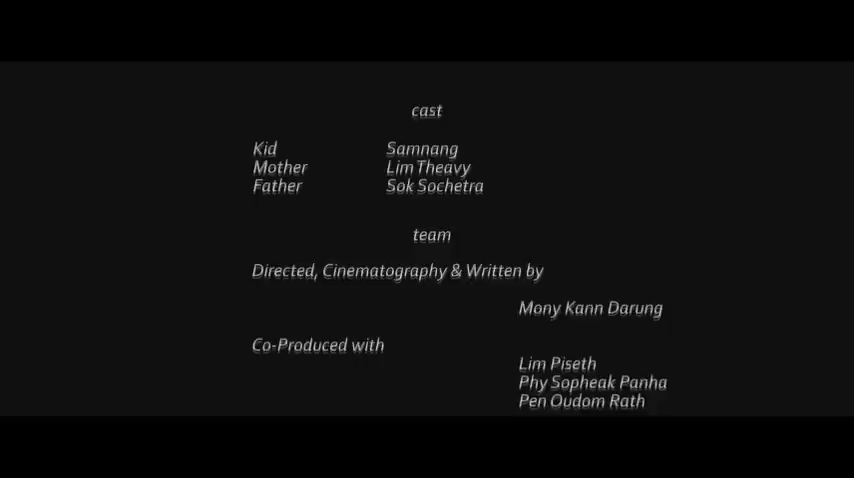 cast
Kid Samnang
Mother Lim Theavy
Father Sok Sochetra
team
Directed, Cinematography & Written by
Mony Kann Darung
Co-Produced with
Lim Piseth
Phy Sopheak Panha
Pen Oudom Rath